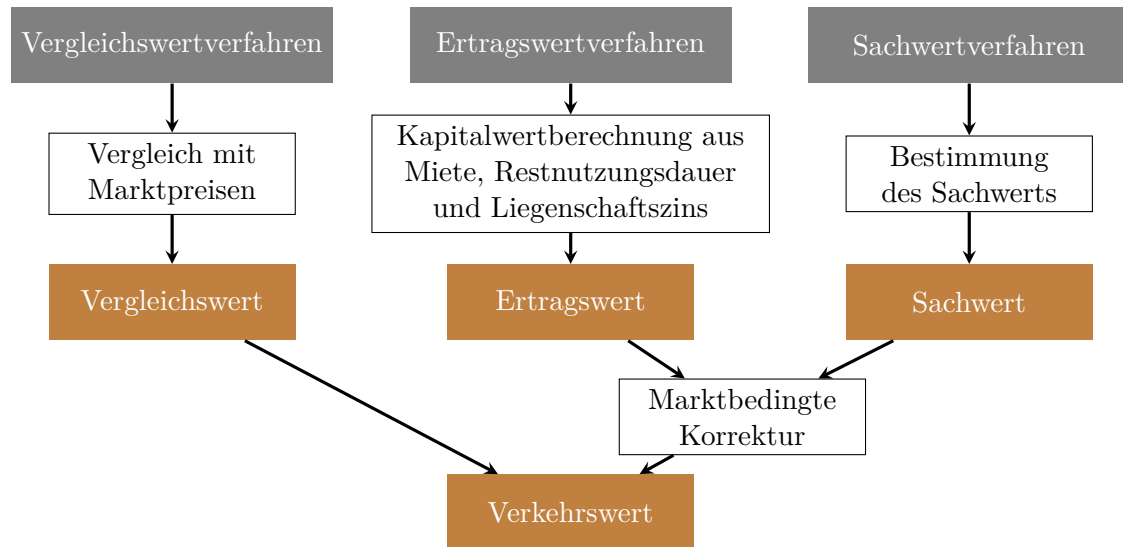 Vergleichswertverfahren
Ertragswertverfahren
Sachwertverfahren
Vergleich mit
Marktpreisen
Kapitalwertberechnung aus
Miete, Restnutzungsdauer
und Liegenschaftszins
Bestimmung
des Sachwerts
Vergleichswert
Ertragswert
Sachwert
Marktbedingte
Korrektur
Verkehrswert